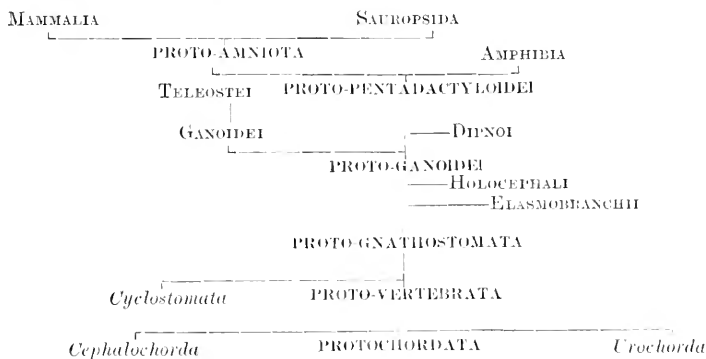 MAMMALIA SAUROPSIDA
PROTO-AMNIOTA AMPHIBIA
TELEOSTEI PROTO-PENTADACTYLOIDEI
GANOIDEI DIPNOI
PROTO-GANOIDEI
HOLOCEPHALI
ELASMOBRANCHII
PROTO-GNATHOSTOMATA
Cyclostomata PROTO-VERTEBRATA
Cephalochorda PROTOCHORDATA Urochorda